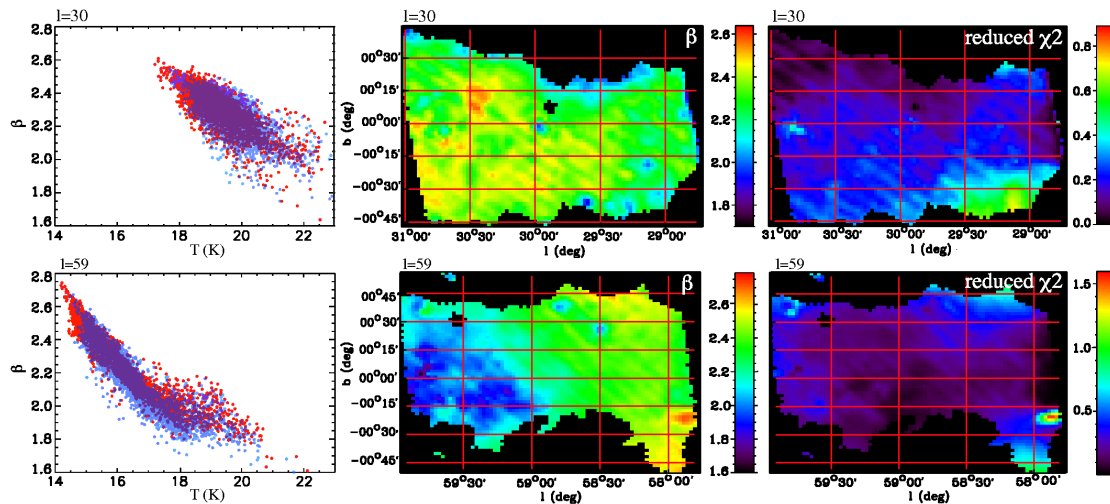 l=30
2.8
2.6
2.4
2.2
2.0
1.8
1.6
β
14 16 18 20 22
T (K)
l=30
β
00°30'
00°15'
00°00'
-00°15'
-00°30'
-00°45'
b (deg)
31°00' 30°30' 30°00' 29°30' 29°00'
l (deg)
2.6
2.4
2.2
2.0
1.8
l=30
reduced χ2
31°00' 30°30' 30°00' 29°30' 29°00'
l (deg)
0.8
0.6
0.4
0.2
0.0
l=59
2.8
2.6
2.4
2.2
2.0
1.8
1.6
β
14 16 18 20 22
T (K)
l=59
β
00°45'
00°30'
00°15'
00°00'
-00°15'
-00°30'
-00°45'
b (deg)
59°30' 59°00' 58°30' 58°00'
l (deg)
2.6
2.4
2.2
2.0
1.8
1.6
l=59
reduced χ2
59°30' 59°00' 58°30' 58°00'
l (deg)
1.5
1.0
0.5